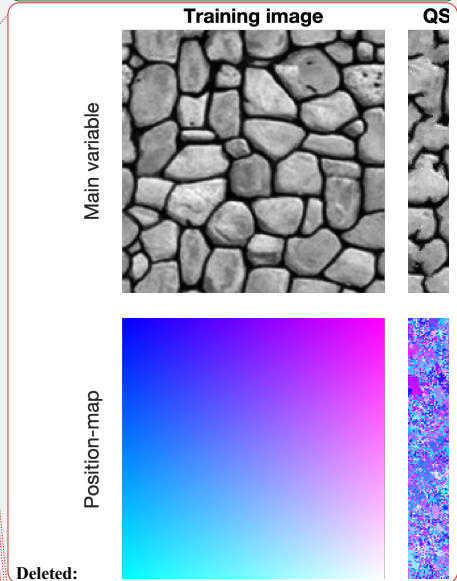 Training image
QS
Main variable
Position-map
Deleted: